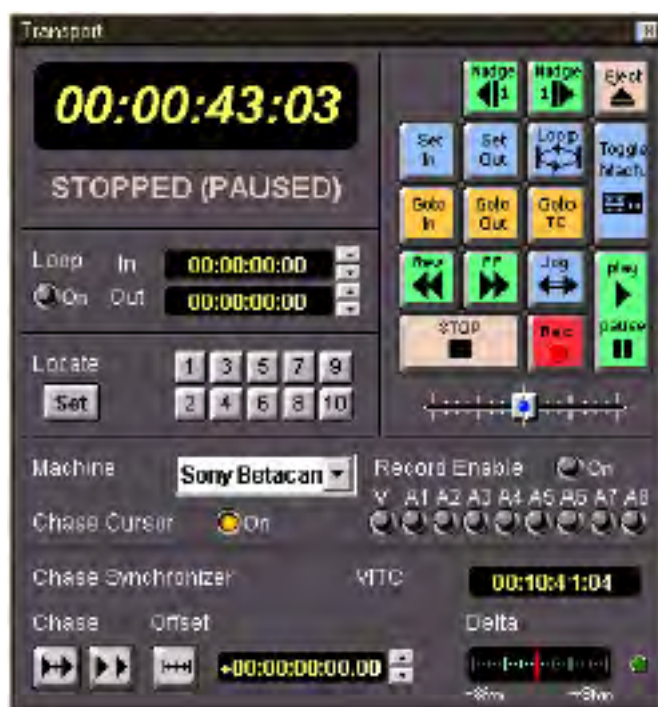 Transport
00:00:43:03
STOPPED (PAUSED)
Nudge 1
Nudge 1
Eject
Set In
Set Out
Loop
Toggle Mach.
Goto In
Goto Out
Goto TC
Rew
FF
Jog
play
pause
STOP
Rec
Loop In 00:00:00:00
On Out 00:00:00:00
Locate
Set
1 3 5 7 9
2 4 6 8 10
Machine Sony Betacam
Record Enable On
V A1 A2 A3 A4 A5 A6 A7 A8
Chase Cursor On
Chase Synchronizer VITC 00:10:41:04
Chase Offset Delta
+00:00:00:00.00